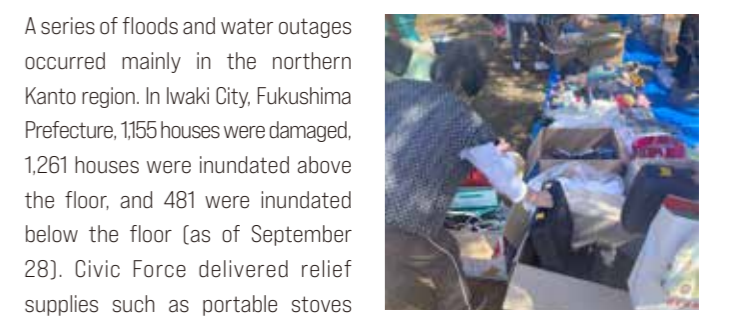 A series of floods and water outages
occurred mainly in the northern
Kanto region. In Iwaki City, Fukushima
Prefecture, 1,155 houses were damaged,
1,261 houses were inundated above
the floor, and 481 were inundated
below the floor (as of September
28). Civic Force delivered relief
supplies such as portable stoves